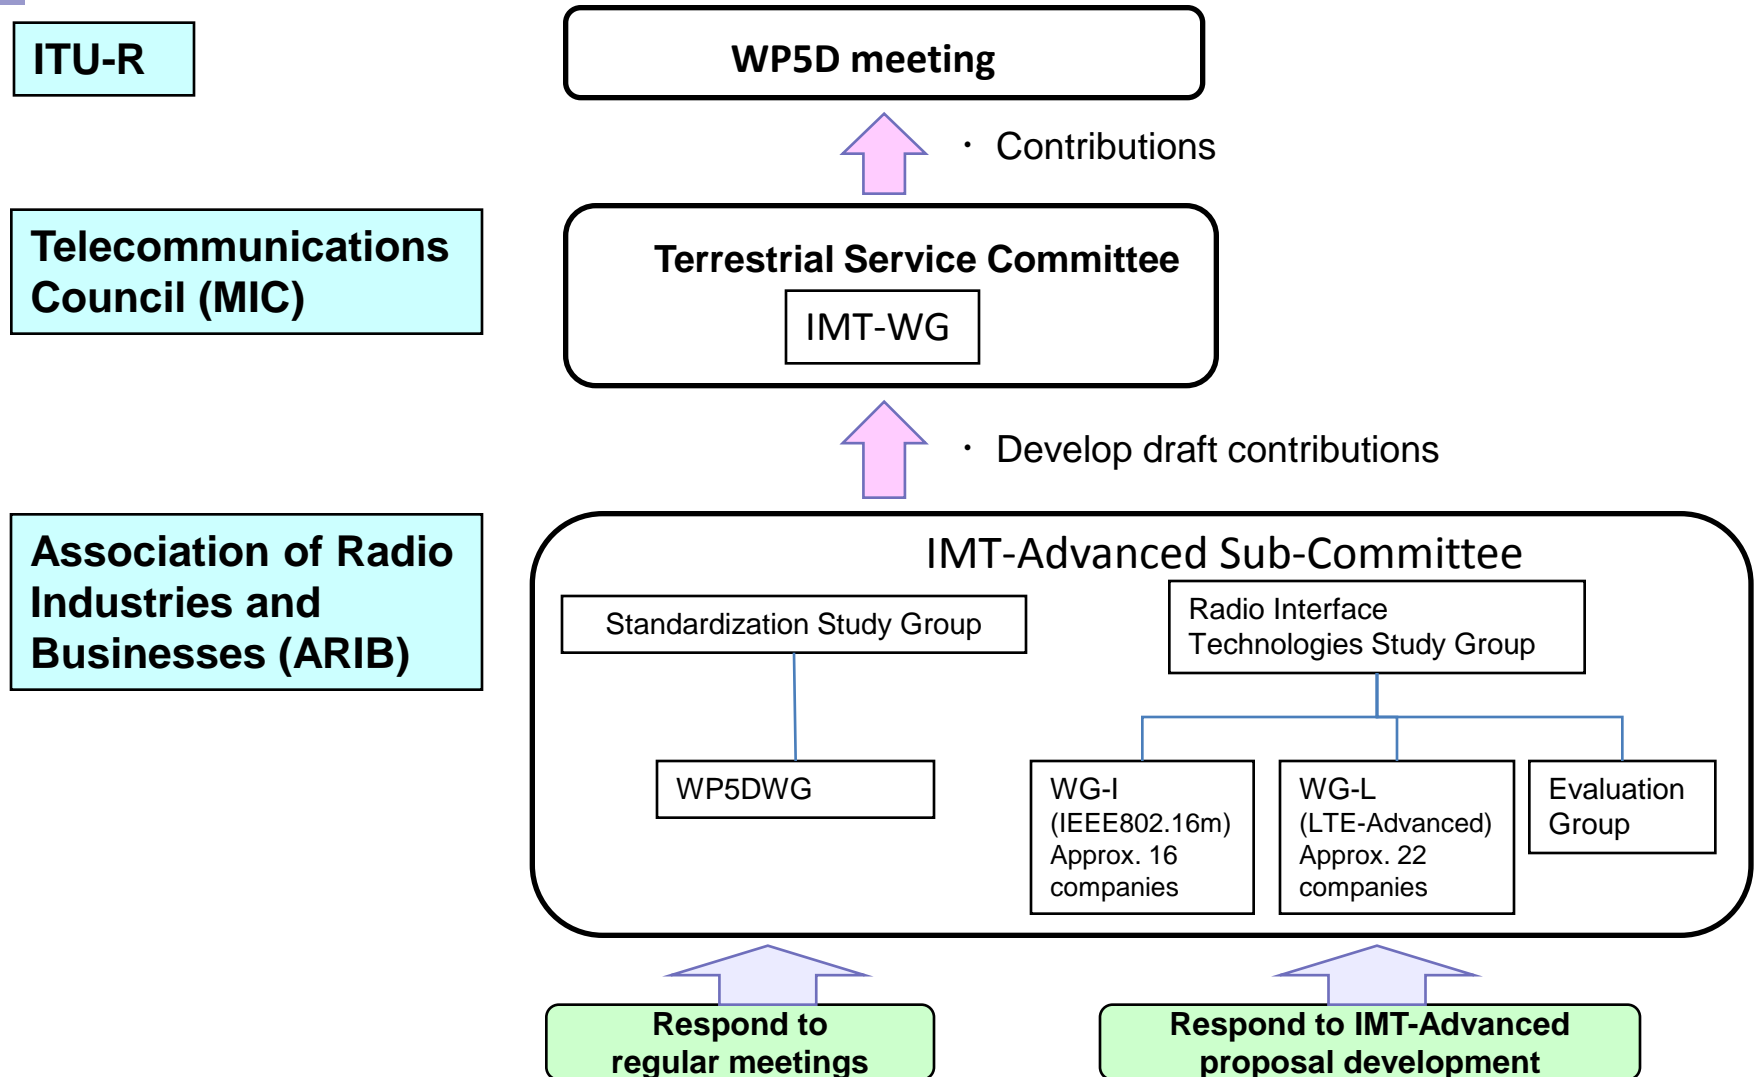 ITU-R
WP5D meeting
・ Contributions
Telecommunications
Council (MIC)
Terrestrial Service Committee
IMT-WG
・ Develop draft contributions
Association of Radio
Industries and
Businesses (ARIB)
IMT-Advanced Sub-Committee
Standardization Study Group
Radio Interface
Technologies Study Group
WP5DWG
WG-I
(IEEE802.16m)
Approx. 16
companies
WG-L
(LTE-Advanced)
Approx. 22
companies
Evaluation
Group
Respond to
regular meetings
Respond to IMT-Advanced
proposal development